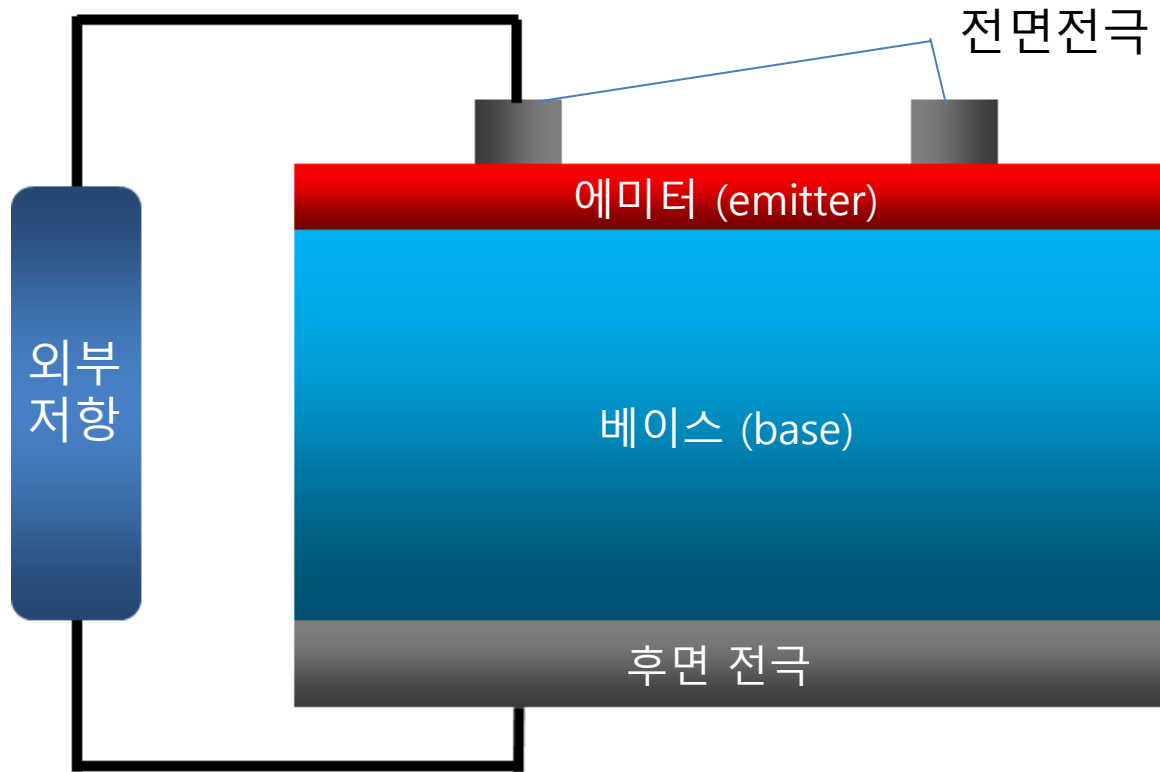 전면전극
에미터 (emitter)
외부
저항
베이스 (base)
후면 전극